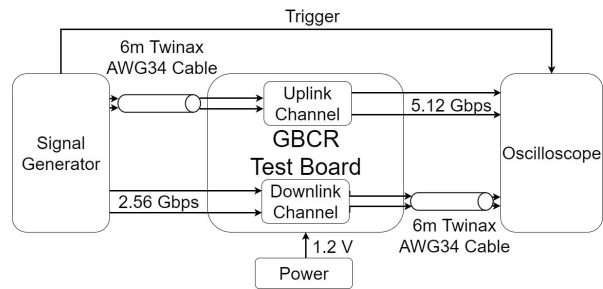 Trigger
6m Twinax
AWG34 Cable
Uplink
Channel
5.12 Gbps
GBCR
Test Board
Signal
Generator
Oscilloscope
2.56 Gbps
Downlink
Channel
6m Twinax
AWG34 Cable
1.2 V
Power